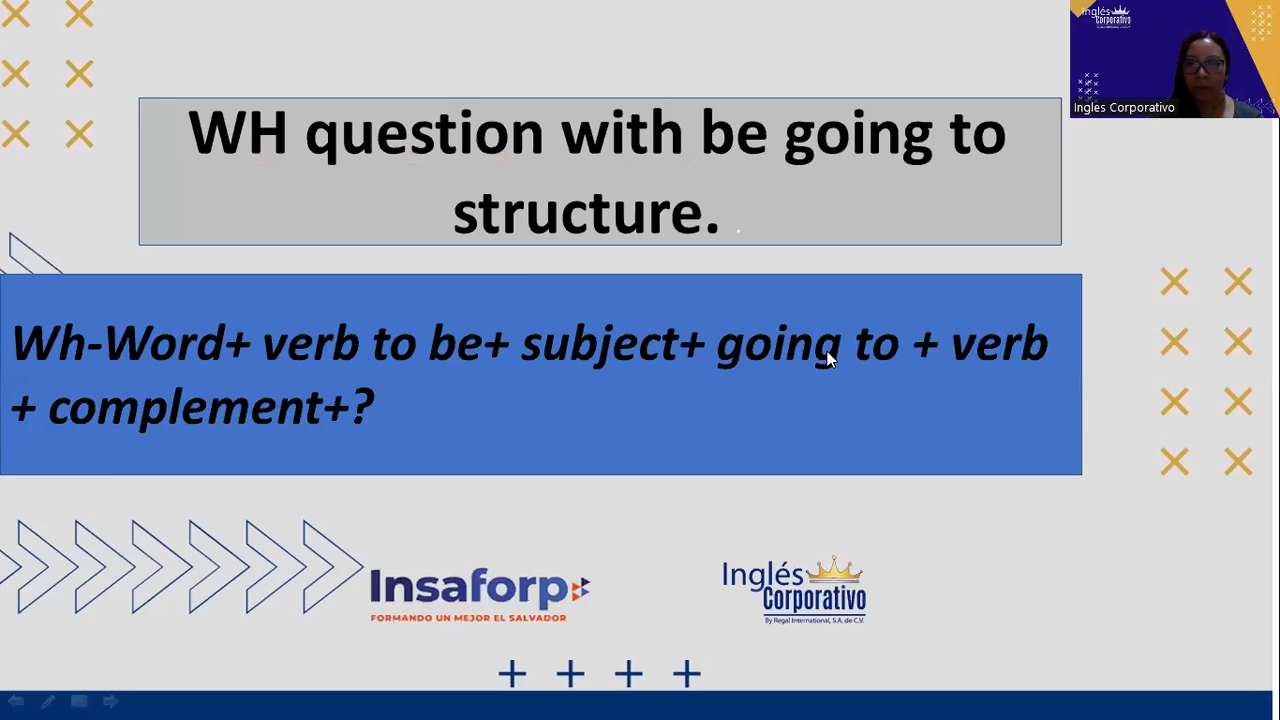 Inglés
Corporativo
Ingles Corporativo
WH question with be going to
structure. .
Wh-Word+ verb to be+ subject+ going to + verb
+ complement+?
Insaforp
FORMANDO UN MEJOR EL SALVADOR
Inglés
Corporativo
By Regal International, S.A. de C.V.